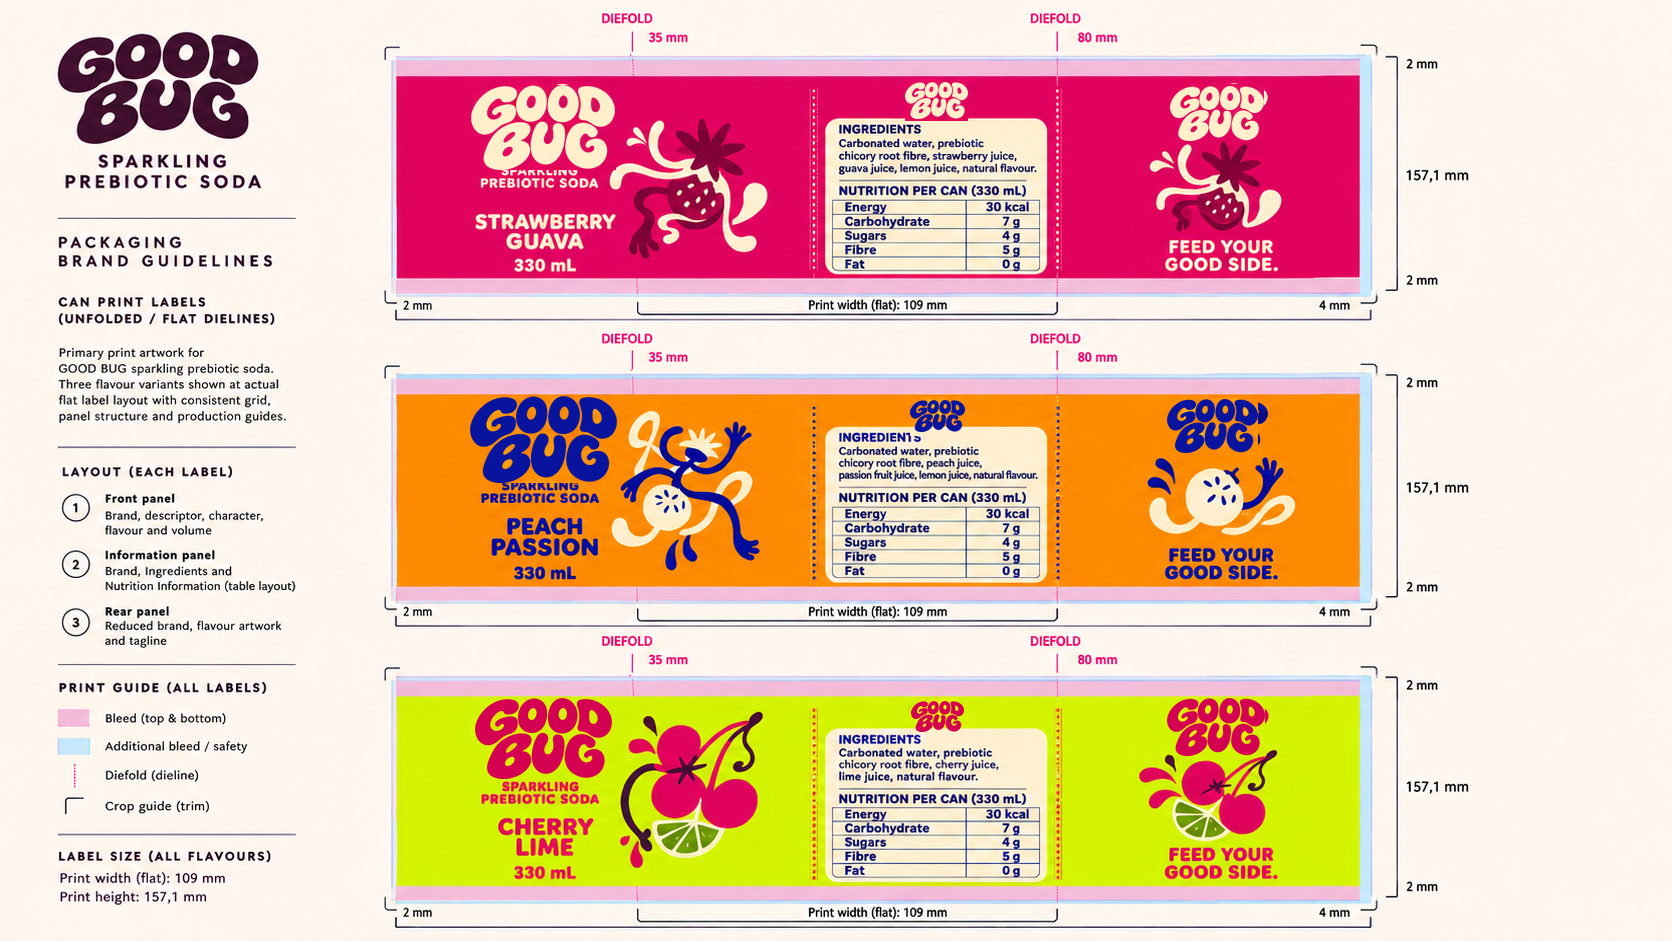 GOOD
BUG
SPARKLING
PREBIOTIC SODA
PACKAGING
BRAND GUIDELINES
CAN PRINT LABELS
(UNFOLDED / FLAT DIELINES)
Primary print artwork for
GOOD BUG sparkling prebiotic soda.
Three flavour variants shown at actual
flat label layout with consistent grid,
panel structure and production guides.
LAYOUT (EACH LABEL)
1
Front panel
Brand, descriptor, character,
flavour and volume
2
Information panel
Brand, Ingredients and
Nutrition Information (table layout)
3
Rear panel
Reduced brand, flavour artwork
and tagline
PRINT GUIDE (ALL LABELS)
Bleed (top & bottom)
Additional bleed / safety
Diefold (dieline)
Crop guide (trim)
LABEL SIZE (ALL FLAVOURS)
Print width (flat): 109 mm
Print height: 157,1 mm
DIEFOLD
35 mm
DIEFOLD
80 mm
GOOD
BUG
SPARKLING
PREBIOTIC SODA
STRAWBERRY
GUAVA
330 mL
GOOD
BUG
INGREDIENTS
Carbonated water, prebiotic
chicory root fibre, strawberry juice,
guava juice, lemon juice, natural flavour.
NUTRITION PER CAN (330 mL)
Energy 30 kcal
Carbohydrate 7 g
Sugars 4 g
Fibre 5 g
Fat 0 g
GOOD
BUG
FEED YOUR
GOOD SIDE.
2 mm
157,1 mm
2 mm
2 mm
Print width (flat): 109 mm
4 mm
DIEFOLD
35 mm
DIEFOLD
80 mm
GOOD
BUG
SPARKLING
PREBIOTIC SODA
PEACH
PASSION
330 mL
GOOD
BUG
INGREDIENTS
Carbonated water, prebiotic
chicory root fibre, peach juice,
passion fruit juice, lemon juice, natural flavour.
NUTRITION PER CAN (330 mL)
Energy 30 kcal
Carbohydrate 7 g
Sugars 4 g
Fibre 5 g
Fat 0 g
GOOD
BUG
FEED YOUR
GOOD SIDE.
2 mm
157,1 mm
2 mm
2 mm
Print width (flat): 109 mm
4 mm
DIEFOLD
35 mm
DIEFOLD
80 mm
GOOD
BUG
SPARKLING
PREBIOTIC SODA
CHERRY
LIME
330 mL
GOOD
BUG
INGREDIENTS
Carbonated water, prebiotic
chicory root fibre, cherry juice,
lime juice, natural flavour.
NUTRITION PER CAN (330 mL)
Energy 30 kcal
Carbohydrate 7 g
Sugars 4 g
Fibre 5 g
Fat 0 g
GOOD
BUG
FEED YOUR
GOOD SIDE.
2 mm
157,1 mm
2 mm
2 mm
Print width (flat): 109 mm
4 mm